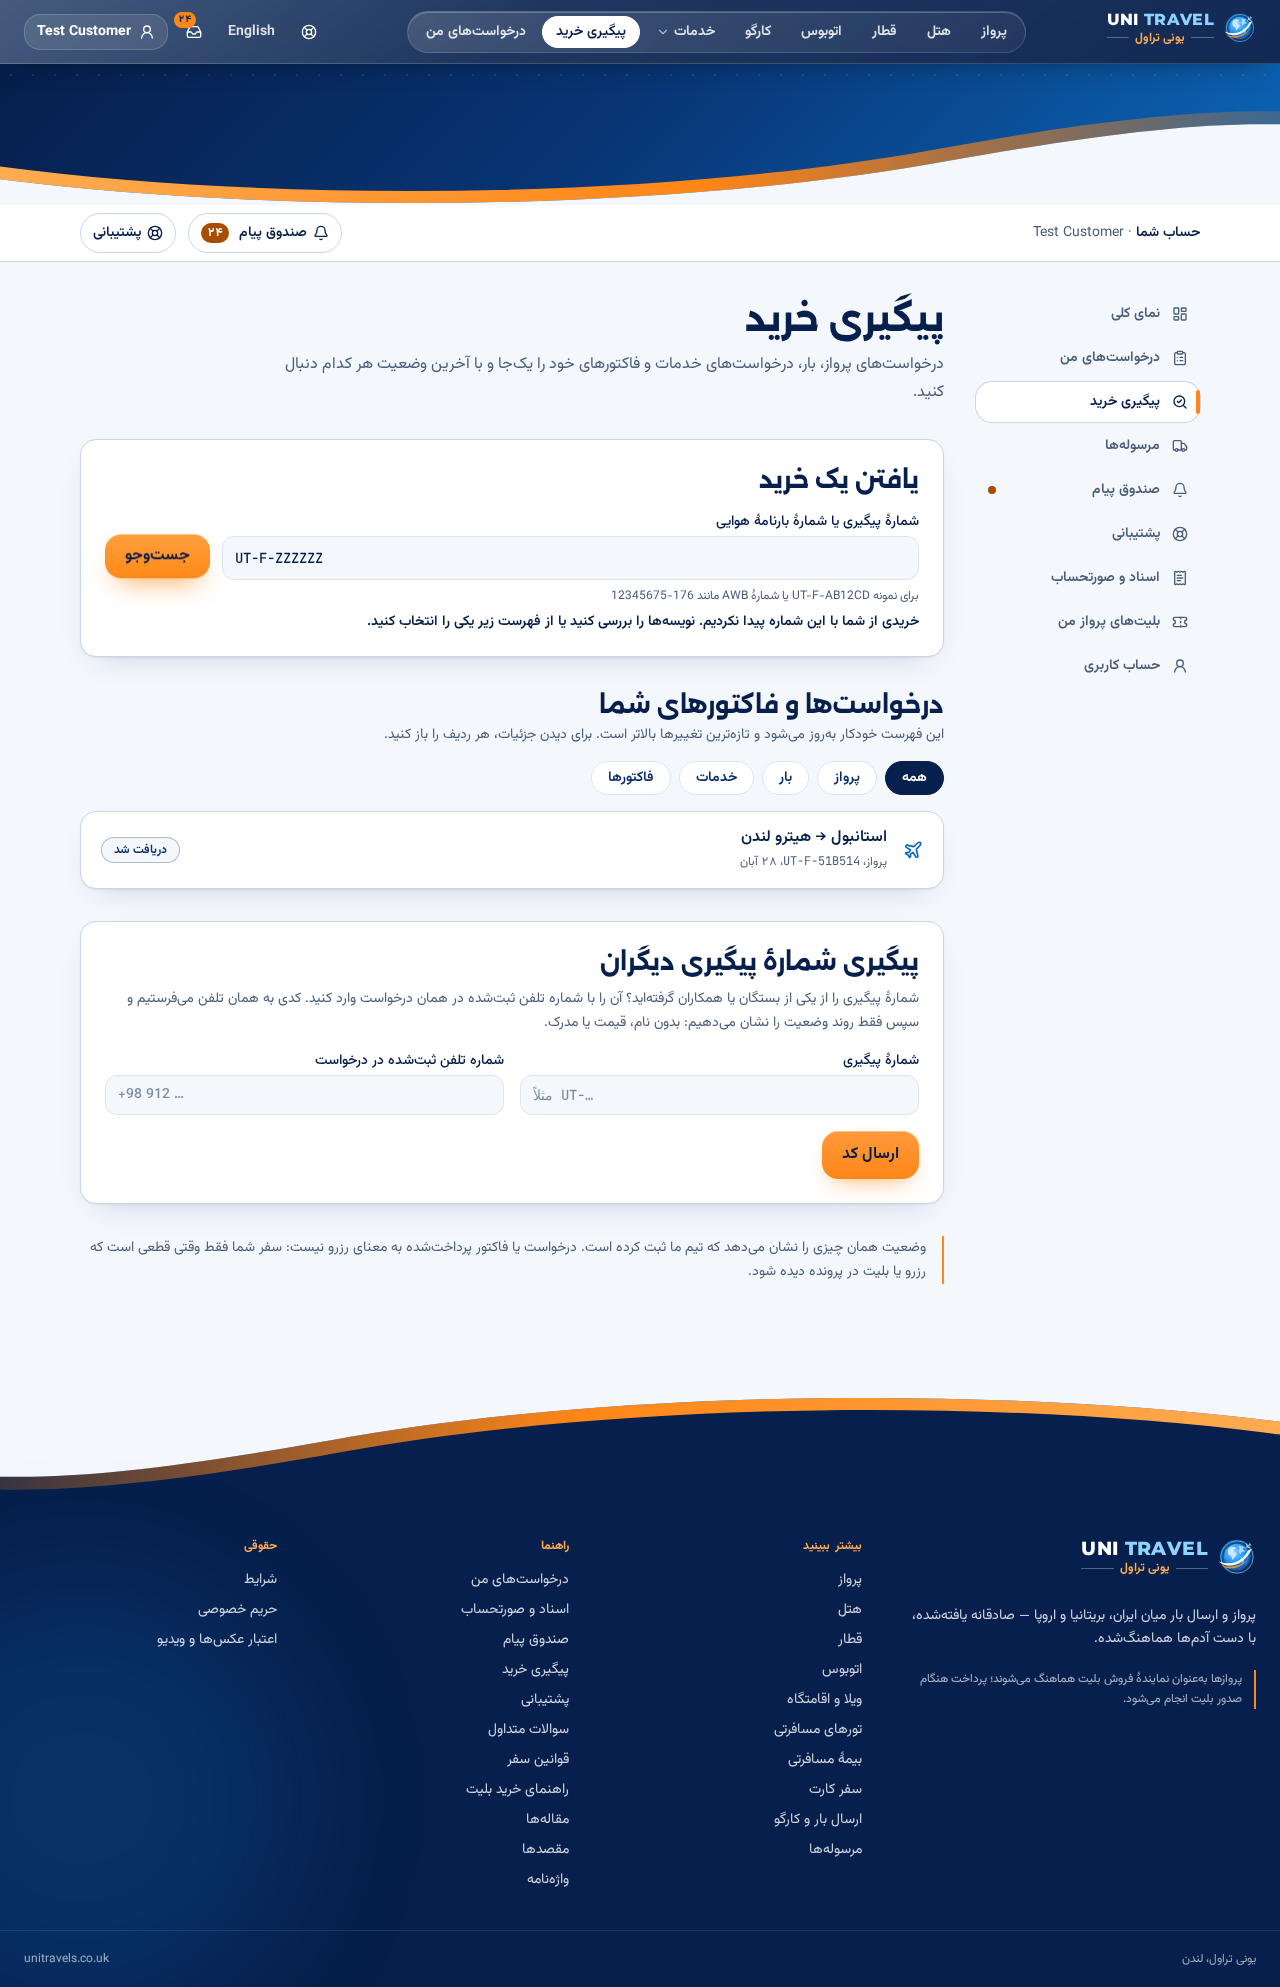 UNI TRAVEL
یونی تراول
پرواز
هتل
قطار
اتوبوس
کارگو
خدمات
پیگیری خرید
درخواست‌های من
English
۲۴
Test Customer
حساب شما · Test Customer
صندوق پیام ۲۴
پشتیبانی
نمای کلی
درخواست‌های من
پیگیری خرید
مرسوله‌ها
صندوق پیام
پشتیبانی
اسناد و صورتحساب
بلیت‌های پرواز من
حساب کاربری
پیگیری خرید
درخواست‌های پرواز، بار، درخواست‌های خدمات و فاکتورهای خود را یک‌جا و با آخرین وضعیت هر کدام دنبال
کنید.
یافتن یک خرید
شمارهٔ پیگیری یا شمارهٔ بارنامهٔ هوایی
UT-F-ZZZZZZ
جست‌وجو
برای نمونه UT-F-AB12CD یا شمارهٔ AWB مانند 176-12345675
خریدی از شما با این شماره پیدا نکردیم. نویسه‌ها را بررسی کنید یا از فهرست زیر یکی را انتخاب کنید.
درخواست‌ها و فاکتورهای شما
این فهرست خودکار به‌روز می‌شود و تازه‌ترین تغییرها بالاتر است. برای دیدن جزئیات، هر ردیف را باز کنید.
همه
پرواز
بار
خدمات
فاکتورها
استانبول → هیترو لندن
پرواز، UT-F-51B514، ۲۸ آبان
دریافت شد
پیگیری شمارهٔ پیگیری دیگران
شمارهٔ پیگیری را از یکی از بستگان یا همکاران گرفته‌اید؟ آن را با شماره تلفن ثبت‌شده در همان درخواست وارد کنید. کدی به همان تلفن می‌فرستیم و
سپس فقط روند وضعیت را نشان می‌دهیم: بدون نام، قیمت یا مدرک.
شمارهٔ پیگیری
مثلاً UT-…
شماره تلفن ثبت‌شده در درخواست
+98 912 …
ارسال کد
وضعیت همان چیزی را نشان می‌دهد که تیم ما ثبت کرده است. درخواست یا فاکتور پرداخت‌شده به معنای رزرو نیست: سفر شما فقط وقتی قطعی است که
رزرو یا بلیت در پرونده دیده شود.
UNI TRAVEL
یونی تراول
پرواز و ارسال بار میان ایران، بریتانیا و اروپا — صادقانه یافته‌شده،
با دست آدم‌ها هماهنگ‌شده.
پروازها به‌عنوان نمایندهٔ فروش بلیت هماهنگ می‌شوند؛ پرداخت هنگام
صدور بلیت انجام می‌شود.
بیشتر ببینید
پرواز
هتل
قطار
اتوبوس
ویلا و اقامتگاه
تورهای مسافرتی
بیمهٔ مسافرتی
سفر کارت
ارسال بار و کارگو
مرسوله‌ها
راهنما
درخواست‌های من
اسناد و صورتحساب
صندوق پیام
پیگیری خرید
پشتیبانی
سوالات متداول
قوانین سفر
راهنمای خرید بلیت
مقاله‌ها
مقصدها
واژه‌نامه
حقوقی
شرایط
حریم خصوصی
اعتبار عکس‌ها و ویدیو
یونی تراول، لندن
unitravels.co.uk